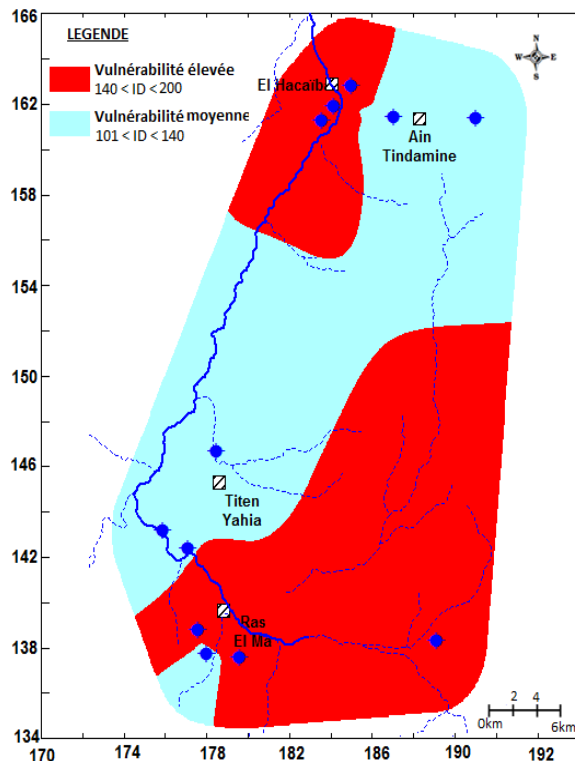 LEGENDE
Vulnérabilité élevée
140 < ID < 200
Vulnérabilité moyenne
101 < ID < 140
N
W
E
S
El Hacaïba
Ain
Tindamine
Titen
Yahia
Ras
El Ma
166
162
158
154
150
146
142
138
134
170
174
178
182
186
190
192
2 4
0km 6km